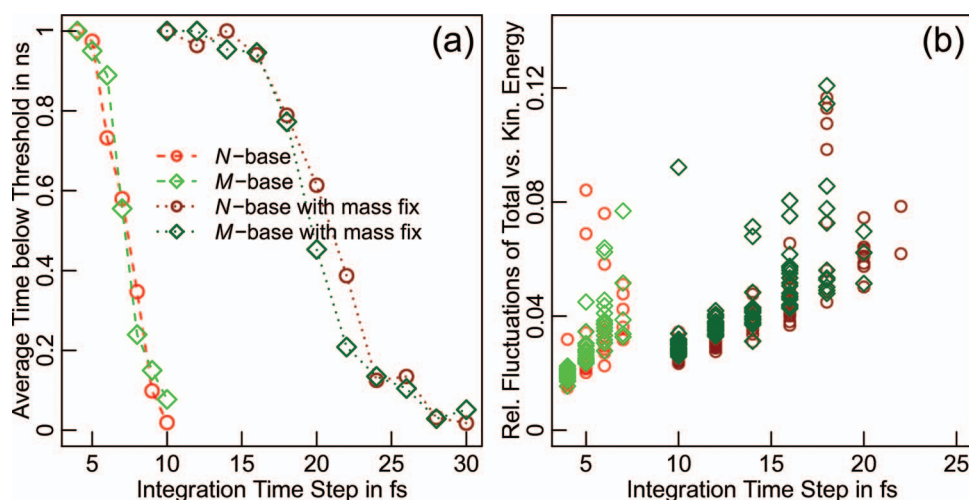 (a)
Average Time below Threshold in ns
1
0.8
0.6
0.4
0.2
0
N-base
M-base
N-base with mass fix
M-base with mass fix
5 10 15 20 25 30
Integration Time Step in fs
(b)
Rel. Fluctuations of Total vs. Kin. Energy
0.12
0.08
0.04
0
5 10 15 20 25
Integration Time Step in fs